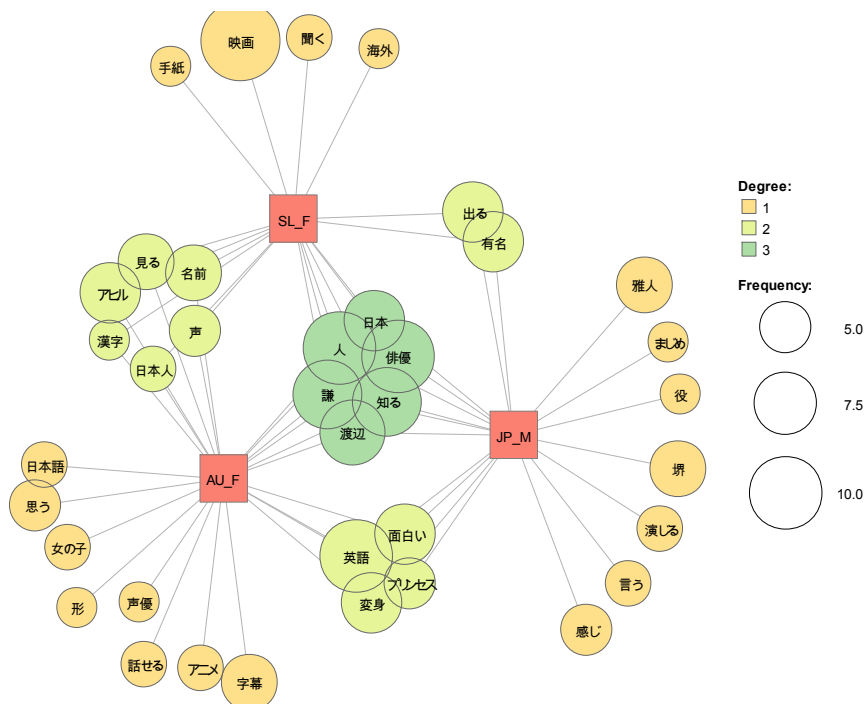 映画
聞く
海外
手紙
SL_F
出る
有名
見る
名前
アヒル
声
漢字
日本人
日本
人
俳優
謙
知る
渡辺
雅人
まじめ
役
JP_M
堺
演じる
言う
感じ
AU_F
日本語
思う
女の子
形
声優
話せる
アニメ
字幕
面白い
英語
プリンセス
変身
Degree:
1
2
3
Frequency:
5.0
7.5
10.0